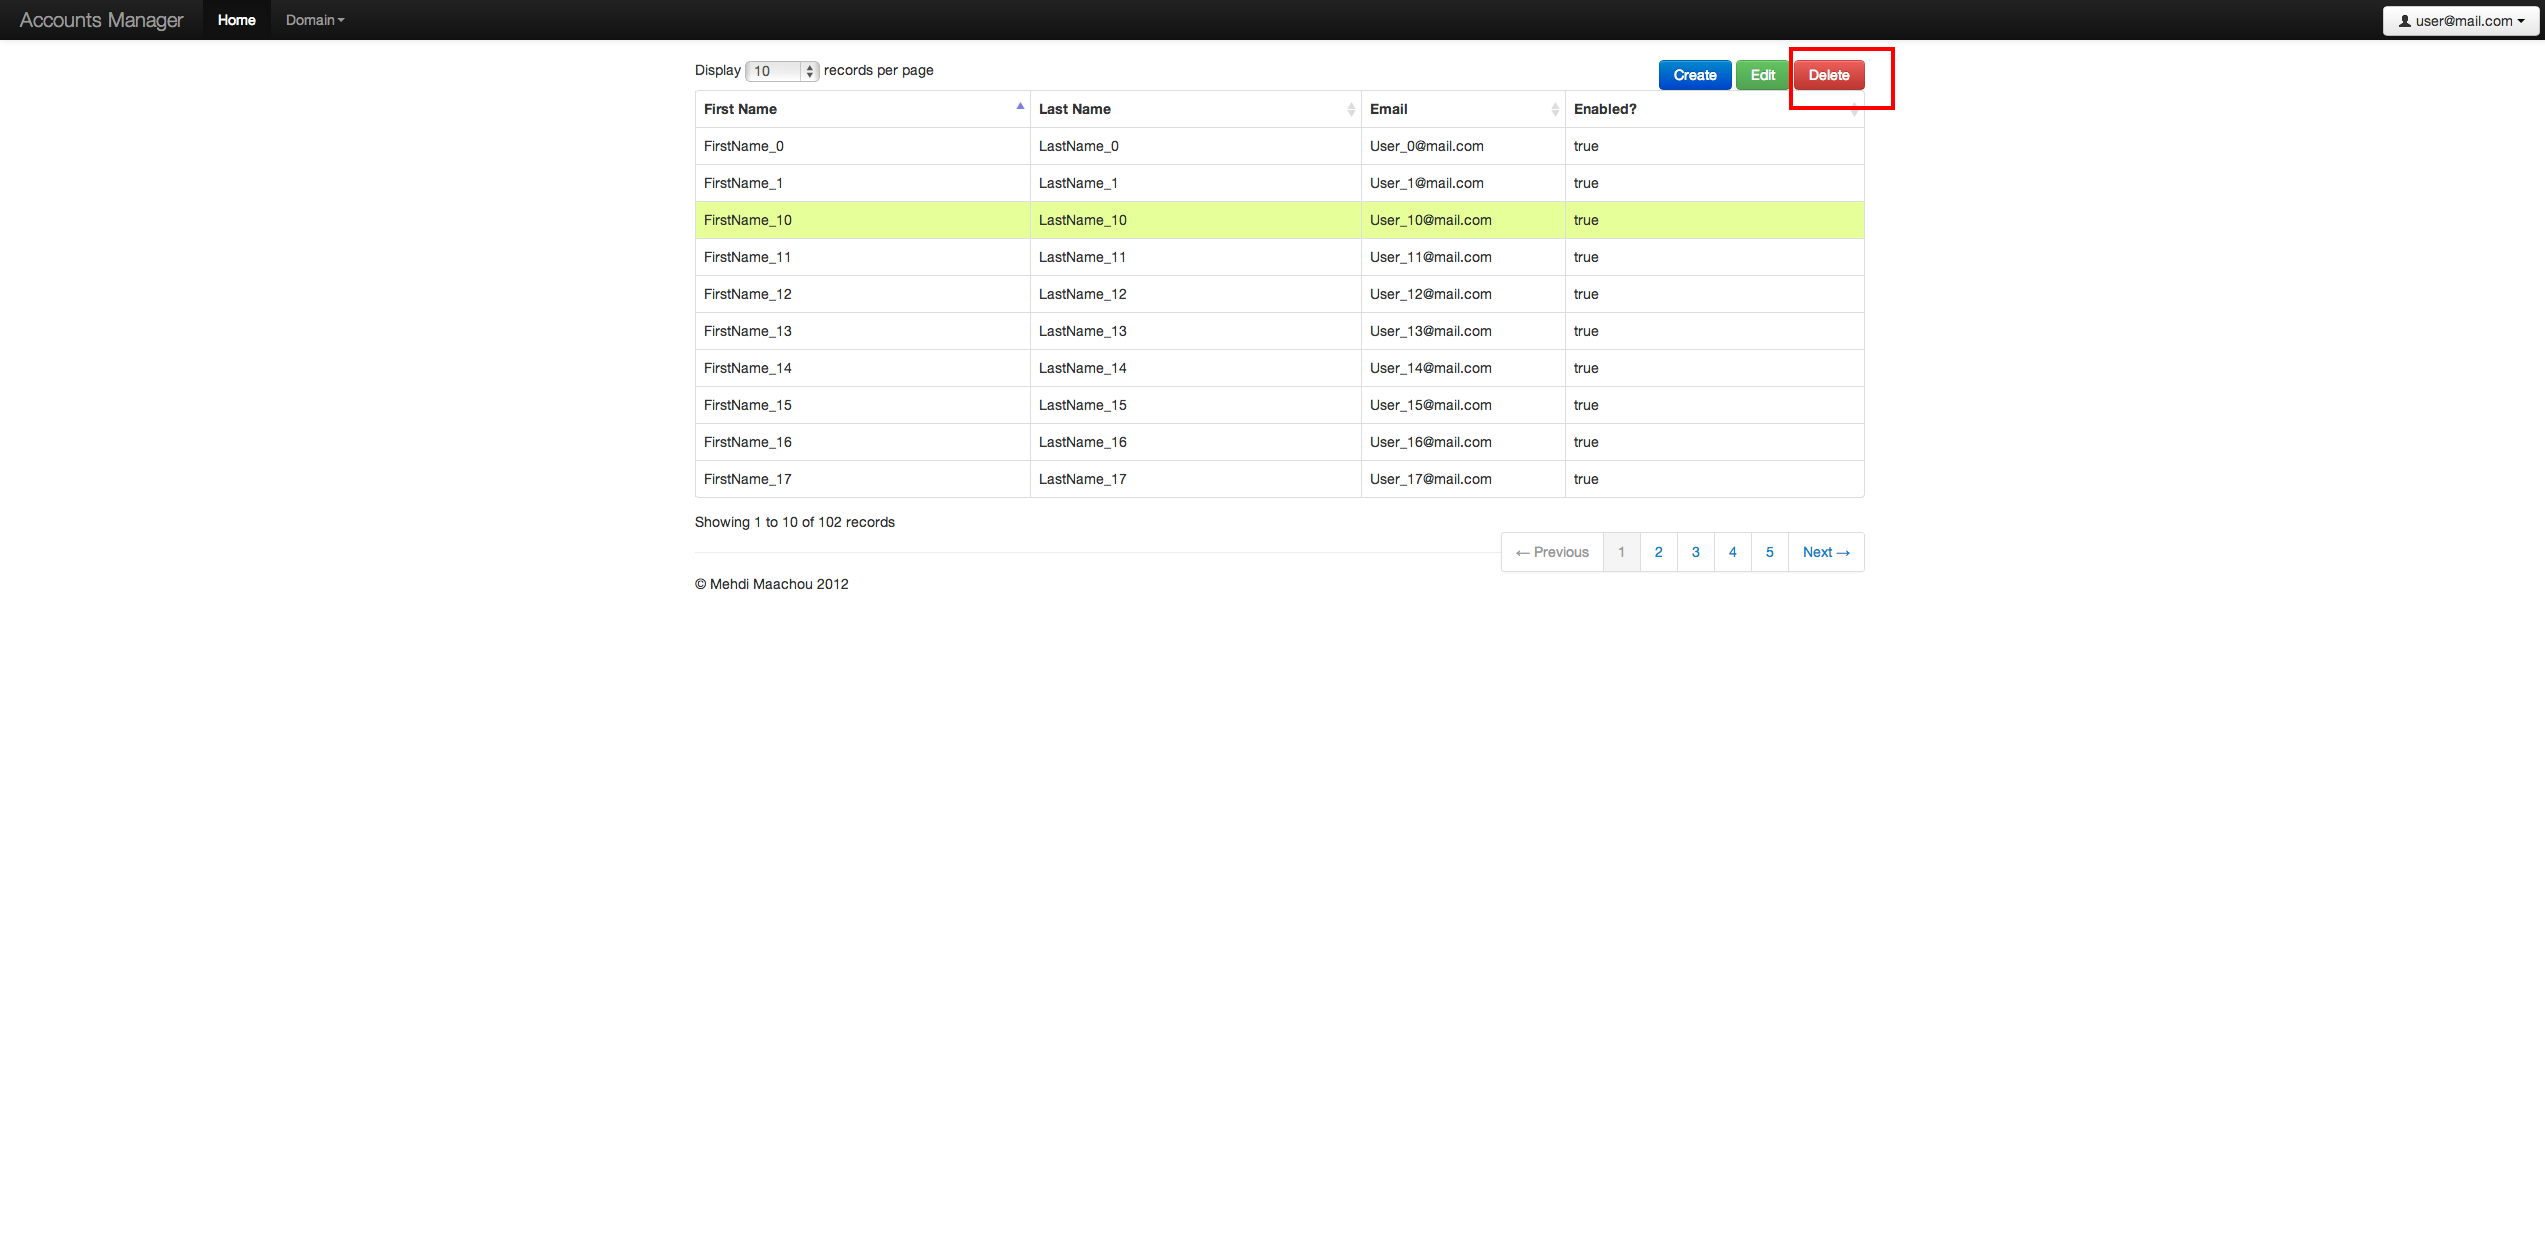 Accounts Manager Home Domain user@mail.com
Display 10 records per page Create Edit Delete
First Name Last Name Email Enabled?
FirstName_0 LastName_0 User_0@mail.com true
FirstName_1 LastName_1 User_1@mail.com true
FirstName_10 LastName_10 User_10@mail.com true
FirstName_11 LastName_11 User_11@mail.com true
FirstName_12 LastName_12 User_12@mail.com true
FirstName_13 LastName_13 User_13@mail.com true
FirstName_14 LastName_14 User_14@mail.com true
FirstName_15 LastName_15 User_15@mail.com true
FirstName_16 LastName_16 User_16@mail.com true
FirstName_17 LastName_17 User_17@mail.com true
Showing 1 to 10 of 102 records
← Previous 1 2 3 4 5 Next →
© Mehdi Maachou 2012